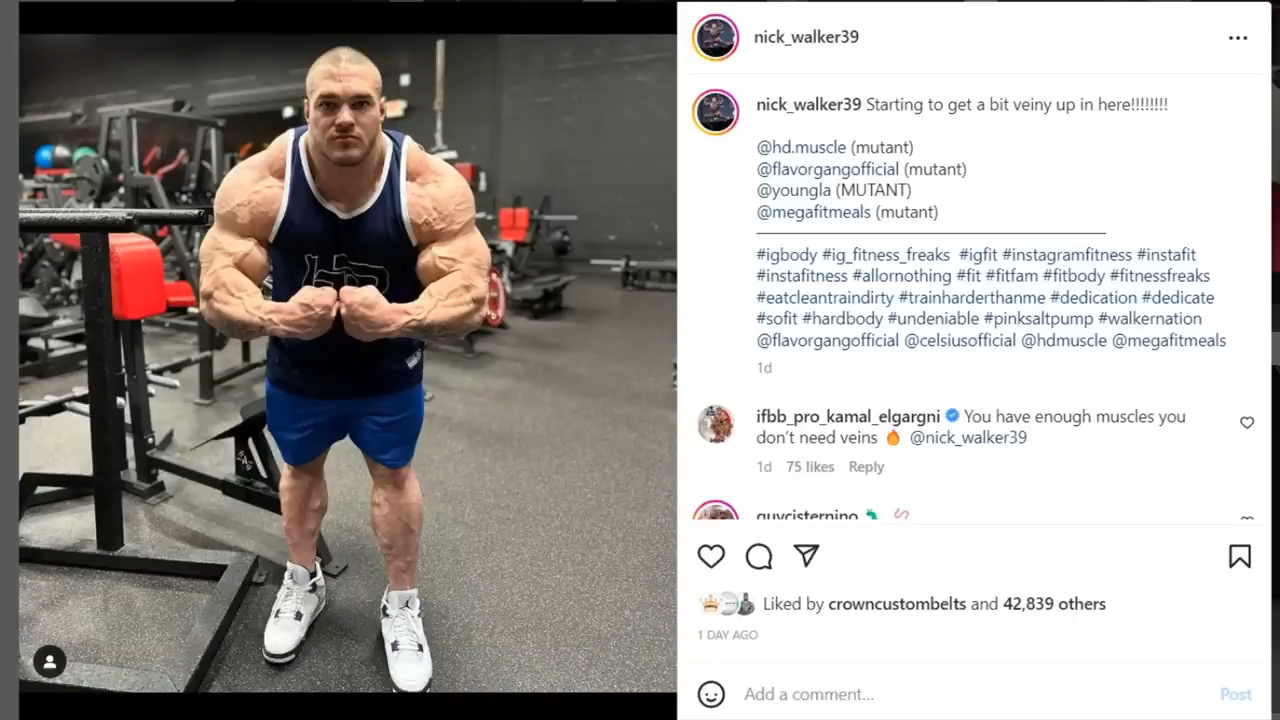 nick_walker39
nick_walker39 Starting to get a bit veiny up in here!!!!!!!!
@hd.muscle (mutant)
@flavorgangofficial (mutant)
@youngla (MUTANT)
@megafitmeals (mutant)
#igbody #ig_fitness_freaks #igfit #instagramfitness #instafit
#instafitness #allornothing #fit #fitfam #fitbody #fitnessfreaks
#eatcleantraindirty #trainharderthanme #dedication #dedicate
#sofit #hardbody #undeniable #pinksaltpump #walkernation
@flavorgangofficial @celsiusofficial @hdmuscle @megafitmeals
1d
ifbb_pro_kamal_elgargni You have enough muscles you
don't need veins 🔥 @nick_walker39
1d 75 likes Reply
guycisternino
Liked by crowncustombelts and 42,839 others
1 DAY AGO
Add a comment...
Post